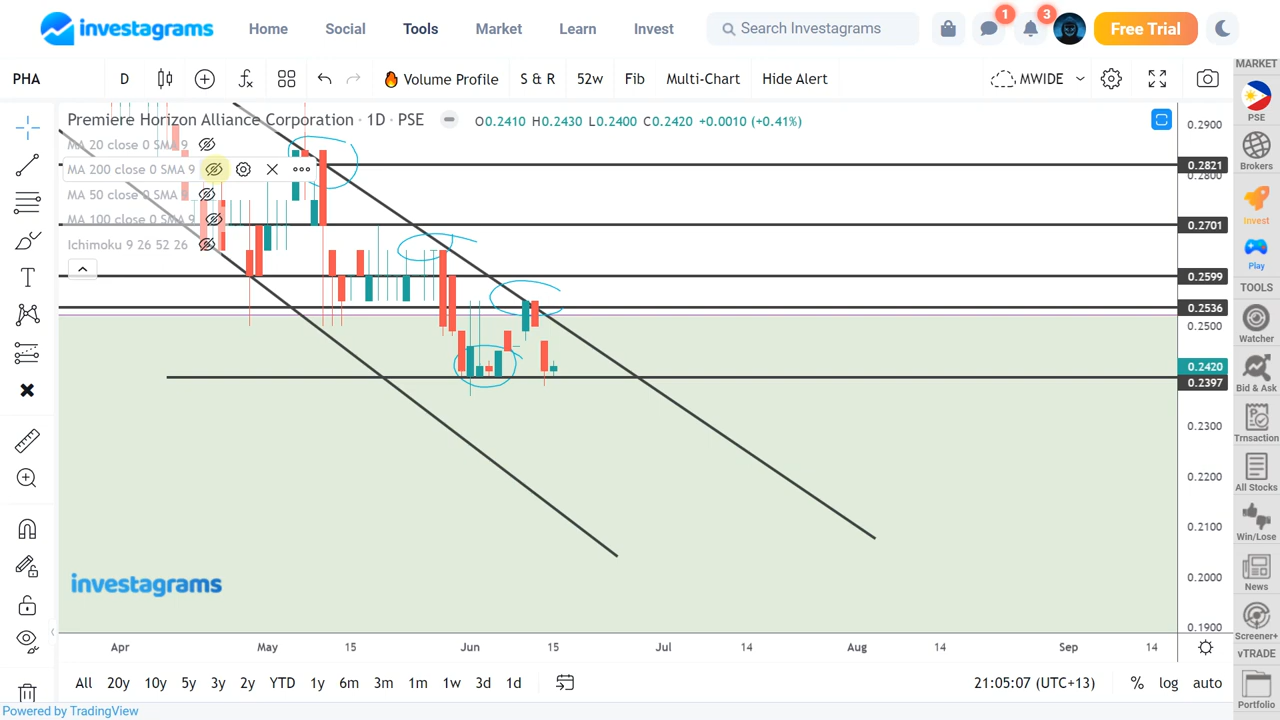 investagrams Home Social Tools Market Learn Invest Search Investagrams 1 3 Free Trial
PHA D Volume Profile S & R 52w Fib Multi-Chart Hide Alert MWIDE
MARKET
PSE
Brokers
Invest
Play
TOOLS
Watcher
Bid & Ask
Trnsaction
All Stocks
Win/Lose
News
Screener+
vTRADE
Portfolio
Premiere Horizon Alliance Corporation · 1D · PSE O0.2410 H0.2430 L0.2400 C0.2420 +0.0010 (+0.41%)
MA 20 close 0 SMA 9
MA 200 close 0 SMA 9
MA 50 close 0 SMA 9
MA 100 close 0 SMA 9
Ichimoku 9 26 52 26
0.2900
0.2821
0.2800
0.2701
0.2599
0.2536
0.2500
0.2420
0.2397
0.2300
0.2200
0.2100
0.2000
0.1900
investagrams
Apr May 15 Jun 15 Jul 14 Aug 14 Sep 14
All 20y 10y 5y 3y 2y YTD 1y 6m 3m 1m 1w 3d 1d 21:05:07 (UTC+13) % log auto
Powered by TradingView